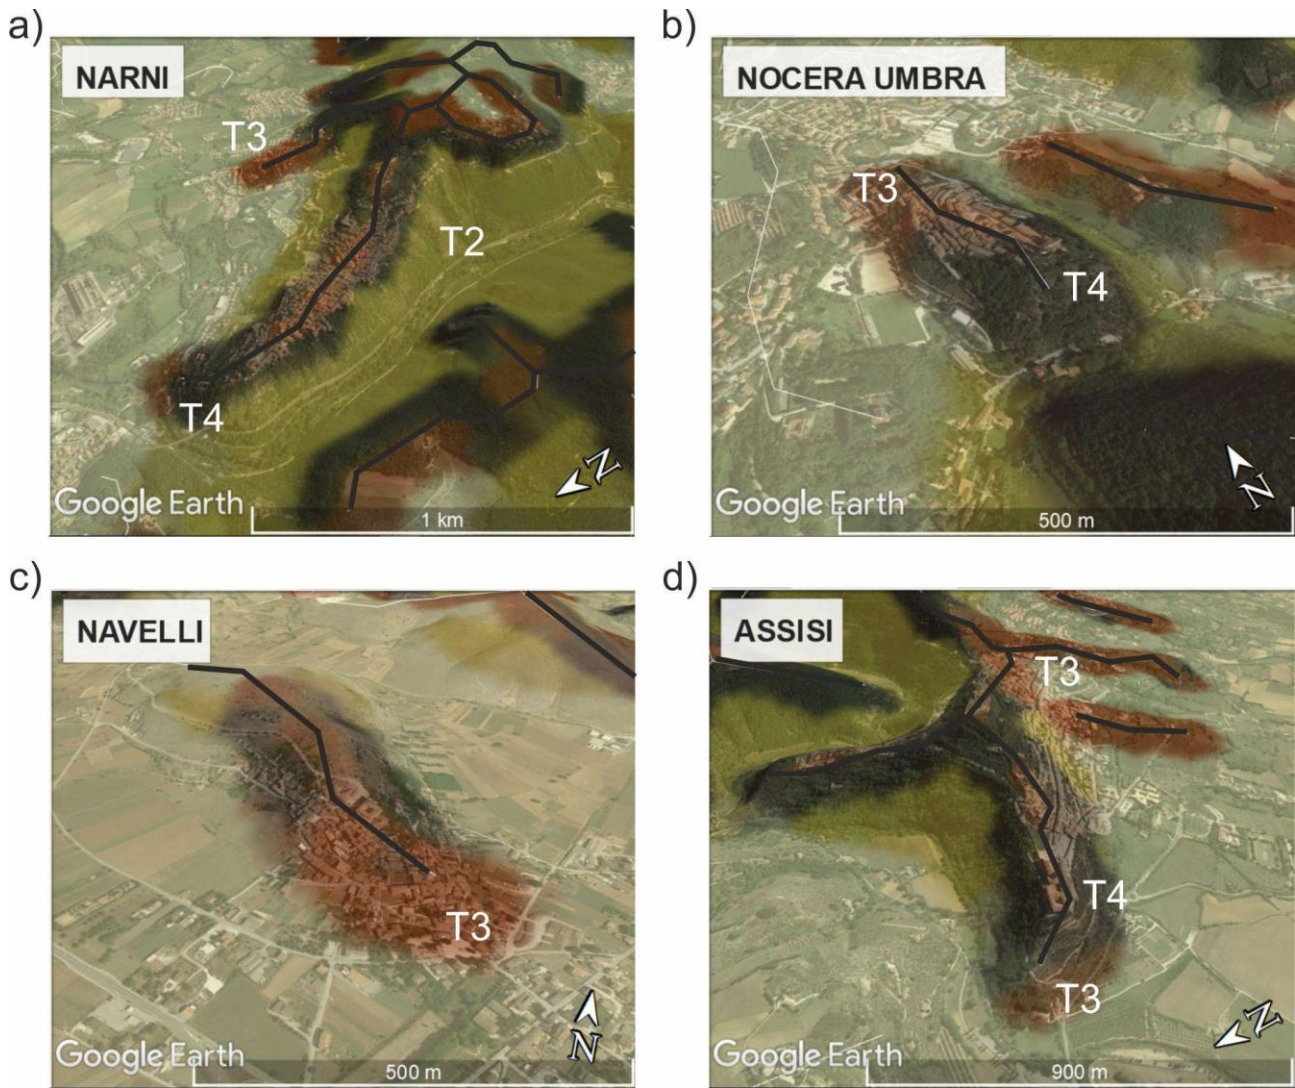 a)
NARNI
T3
T2
T4
N
Google Earth
1 km
b)
NOCERA UMBRA
T3
T4
N
Google Earth
500 m
c)
NAVELLI
T3
N
Google Earth
500 m
d)
ASSISI
T3
T4
T3
N
Google Earth
900 m